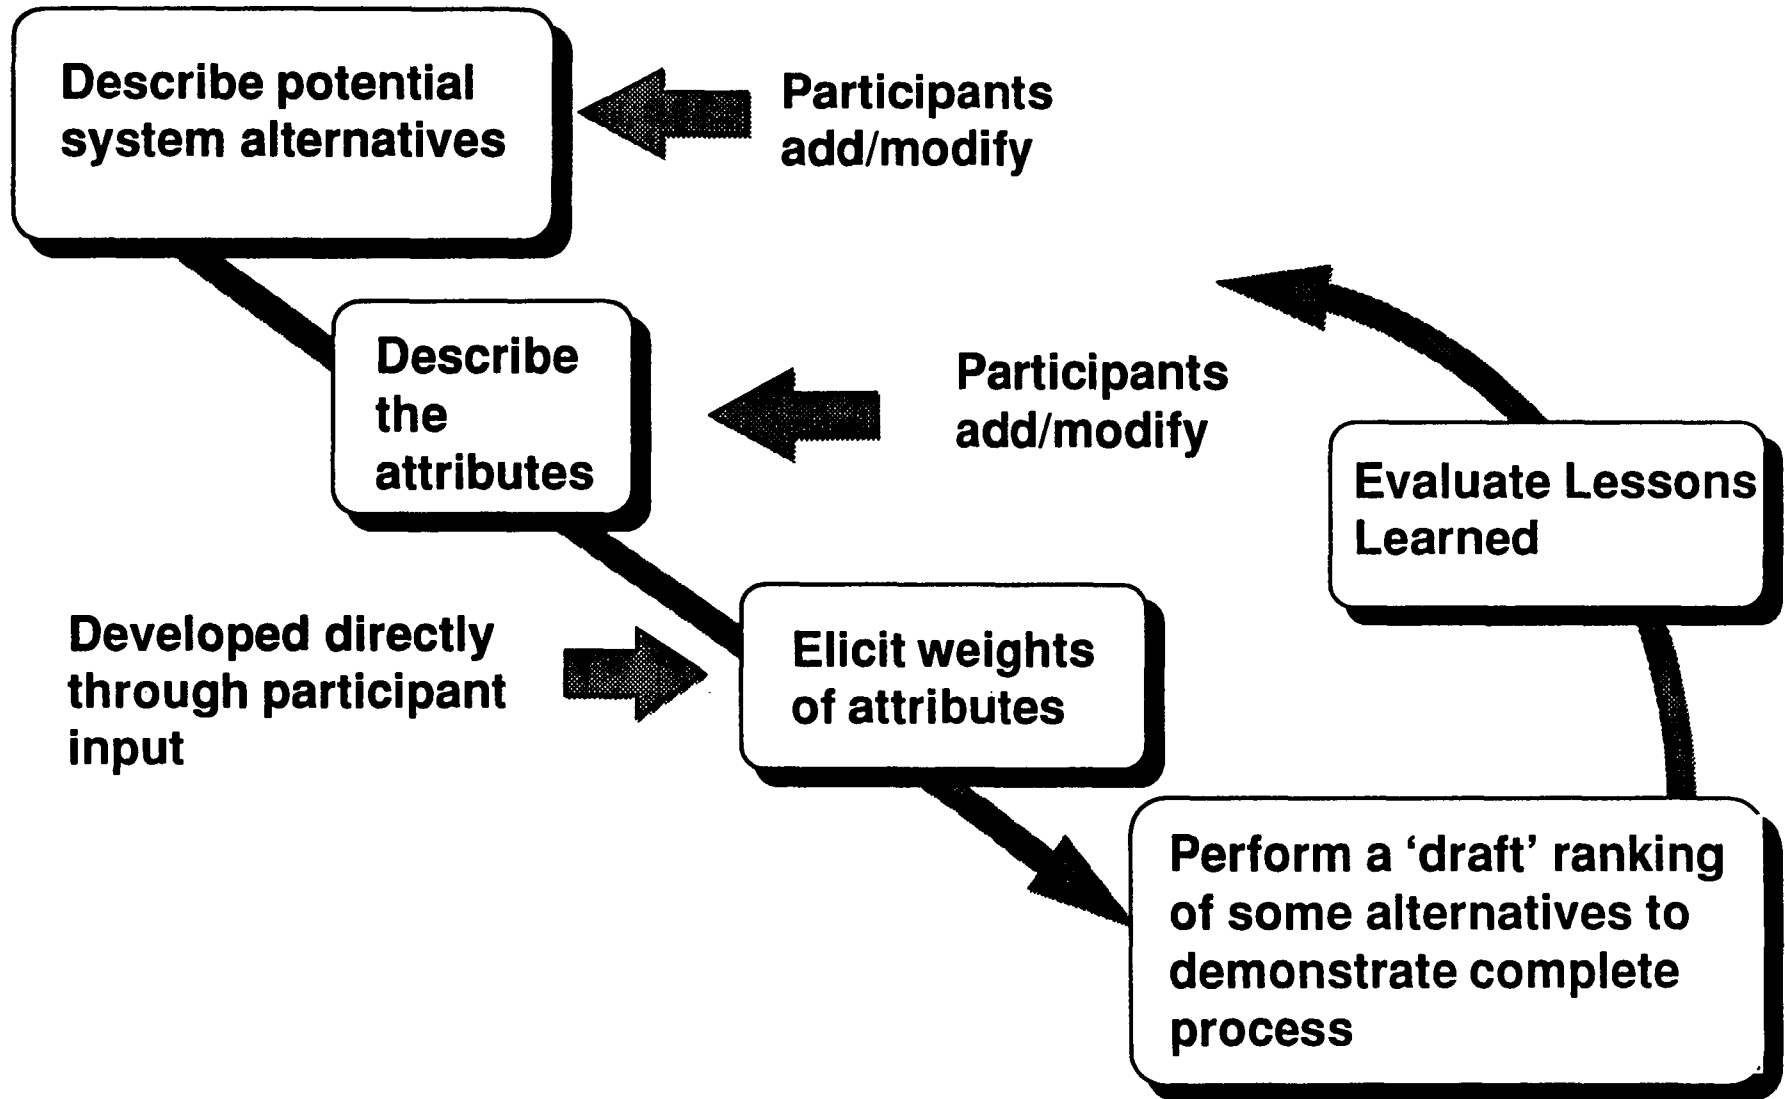 Describe potential
system alternatives
Participants
add/modify
Describe
the
attributes
Participants
add/modify
Evaluate Lessons
Learned
Developed directly
through participant
input
Elicit weights
of attributes
Perform a ‘draft’ ranking
of some alternatives to
demonstrate complete
process